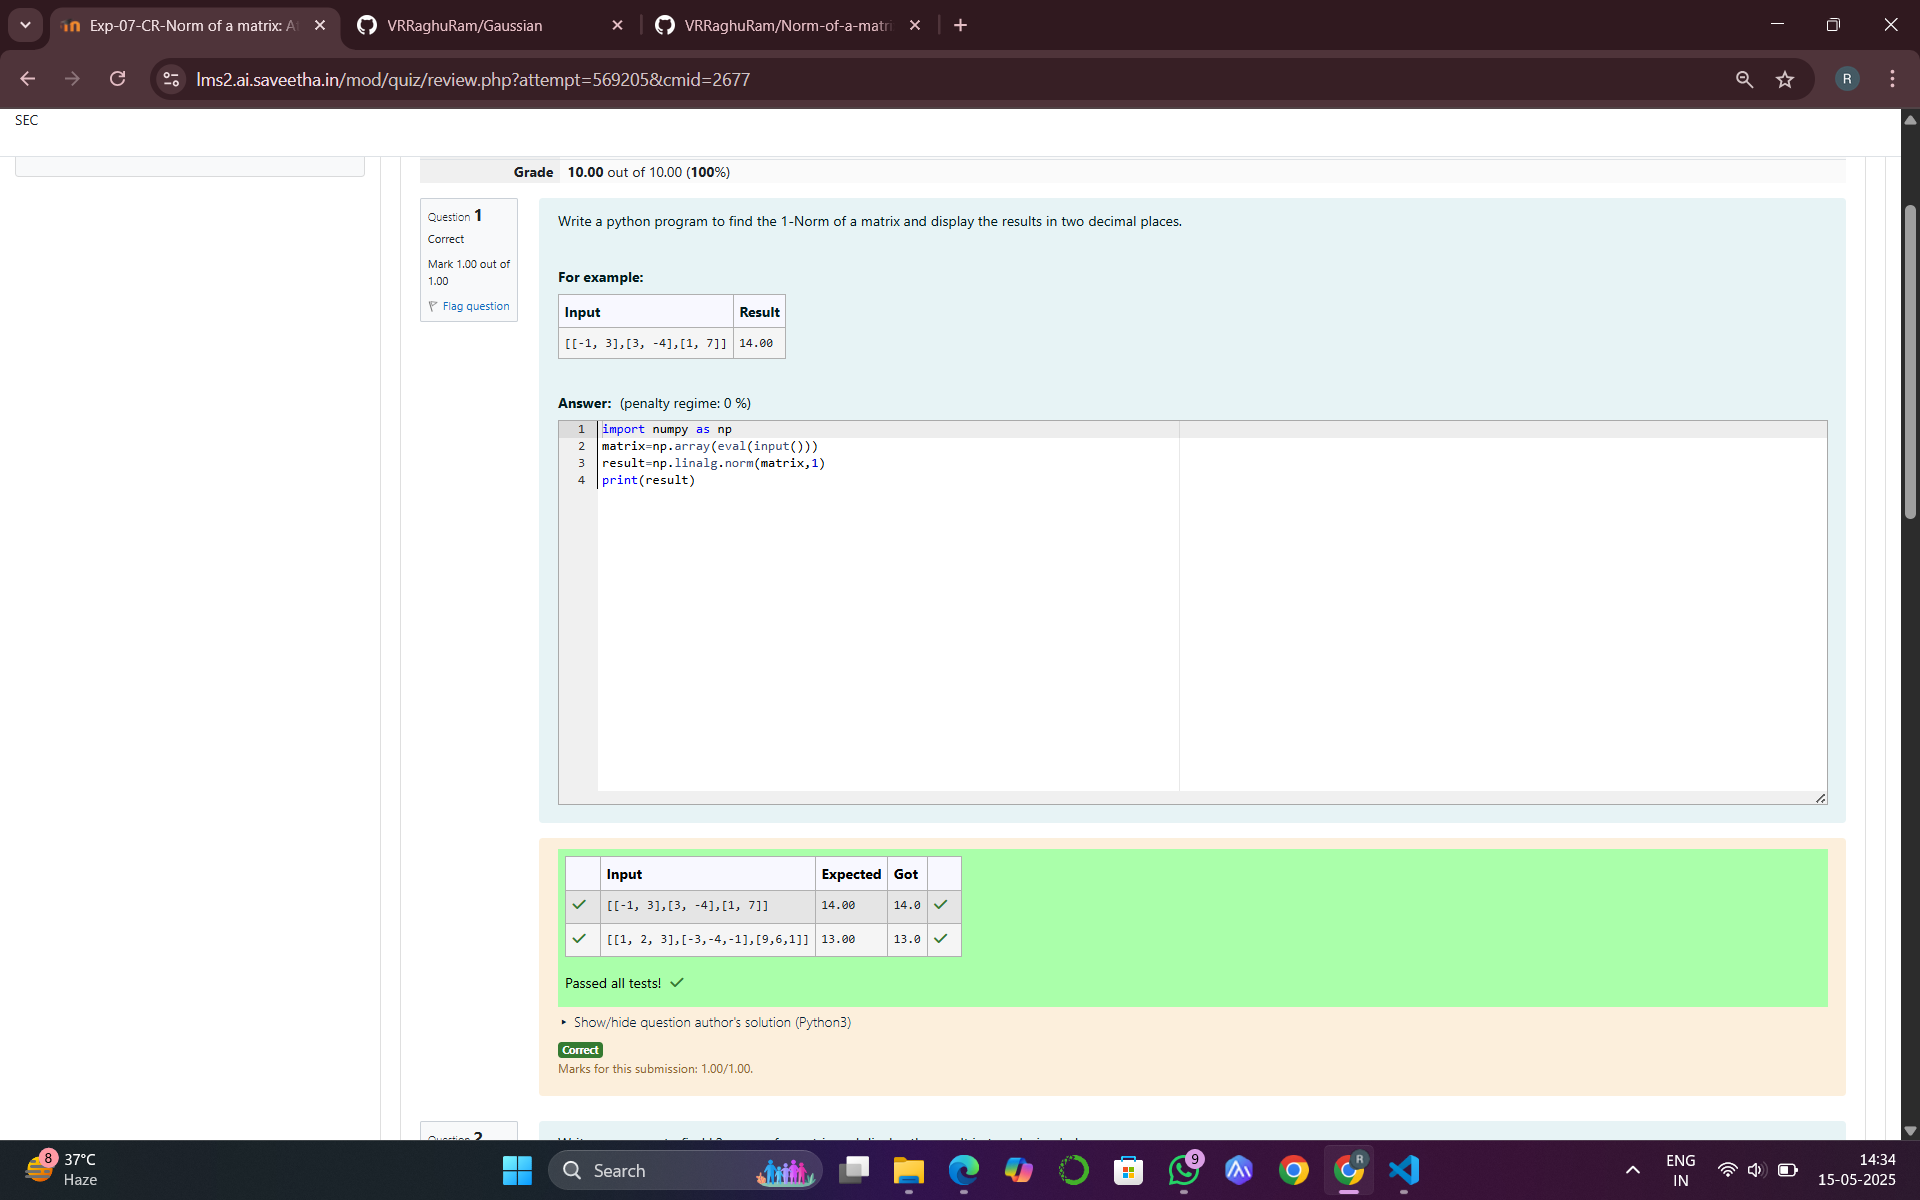 Exp-07-CR-Norm of a matrix: A
VRRaghuRam/Gaussian
VRRaghuRam/Norm-of-a-matri
lms2.ai.saveetha.in/mod/quiz/review.php?attempt=569205&cmid=2677
R
SEC
Grade 10.00 out of 10.00 (100%)
Question 1
Correct
Mark 1.00 out of
1.00
Flag question
Write a python program to find the 1-Norm of a matrix and display the results in two decimal places.
For example:
Input Result
[[-1, 3],[3, -4],[1, 7]] 14.00
Answer: (penalty regime: 0 %)
1 import numpy as np
2 matrix=np.array(eval(input()))
3 result=np.linalg.norm(matrix,1)
4 print(result)
Input Expected Got
[[-1, 3],[3, -4],[1, 7]] 14.00 14.0
[[1, 2, 3],[-3,-4,-1],[9,6,1]] 13.00 13.0
Passed all tests!
Show/hide question author's solution (Python3)
Correct
Marks for this submission: 1.00/1.00.
Question 2
8
37°C
Haze
Search
9
R
ENG
IN
14:34
15-05-2025